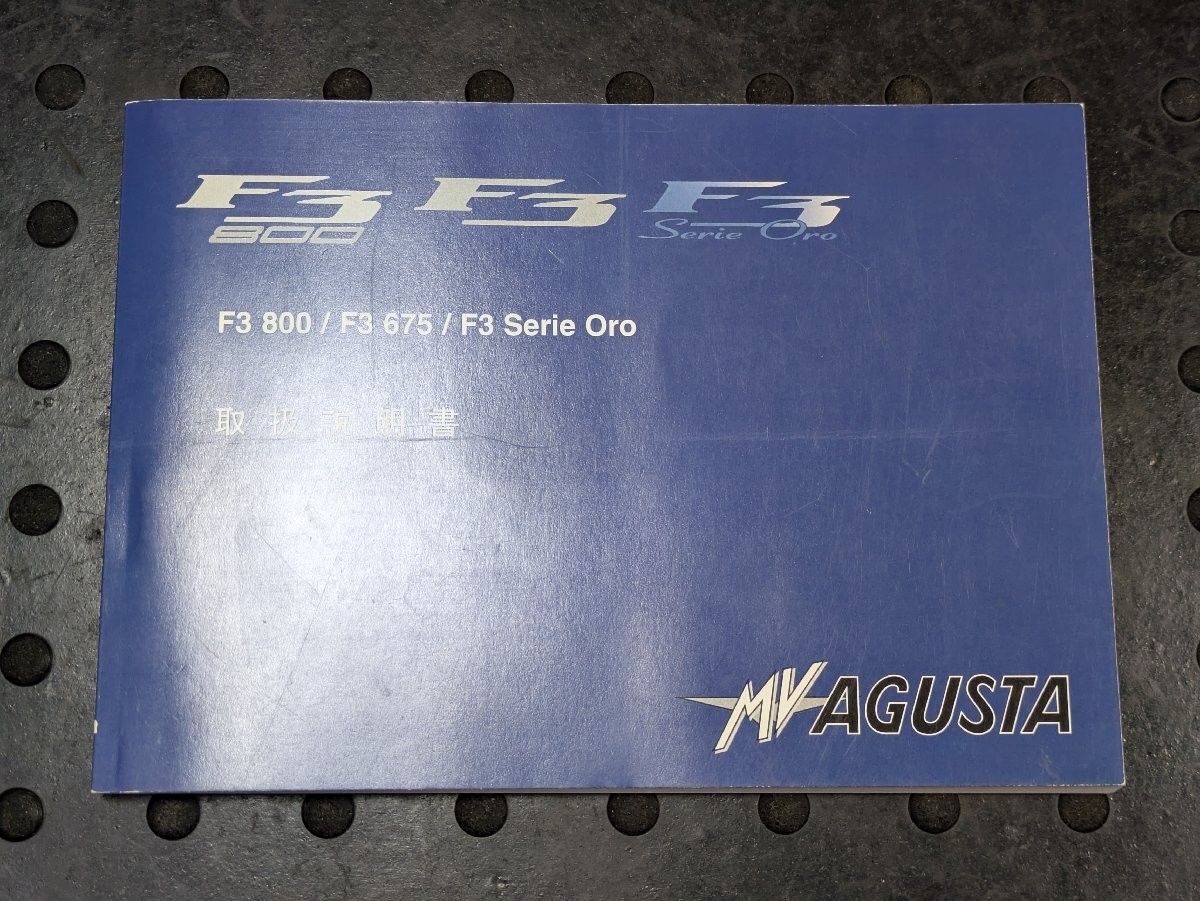 F3 F3 F3
800 Serie Oro
F3 800 / F3 675 / F3 Serie Oro
取扱説明書
MV AGUSTA